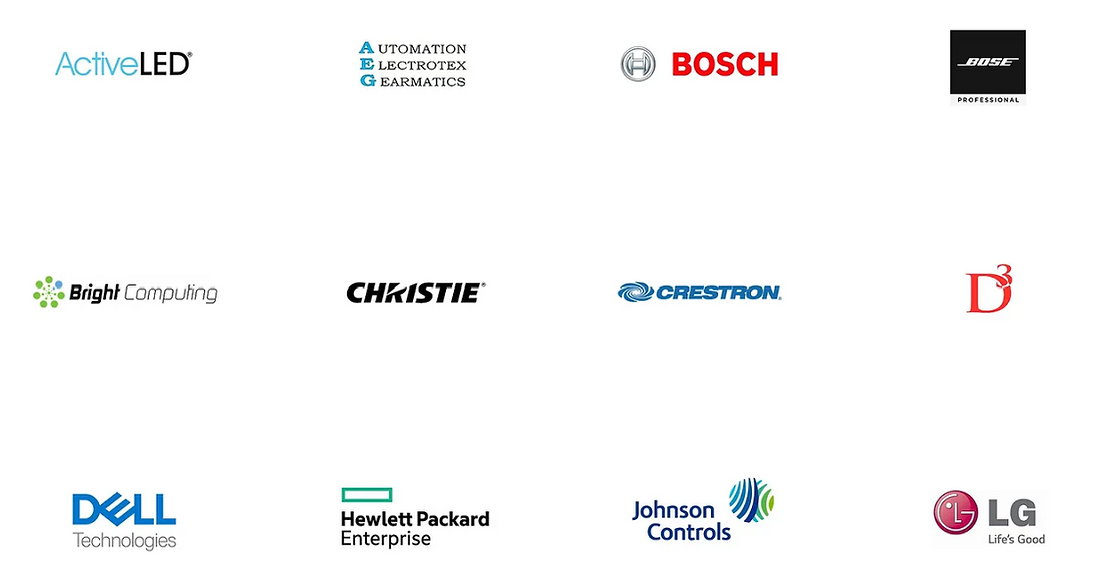 ActiveLED®
AUTOMATION
ELECTROTEX
GEARMATICS
BOSCH
BOSE
PROFESSIONAL
Bright Computing
CHRISTIE®
CRESTRON
D3
DELL
Technologies
Hewlett Packard
Enterprise
Johnson
Controls
LG
Life's Good